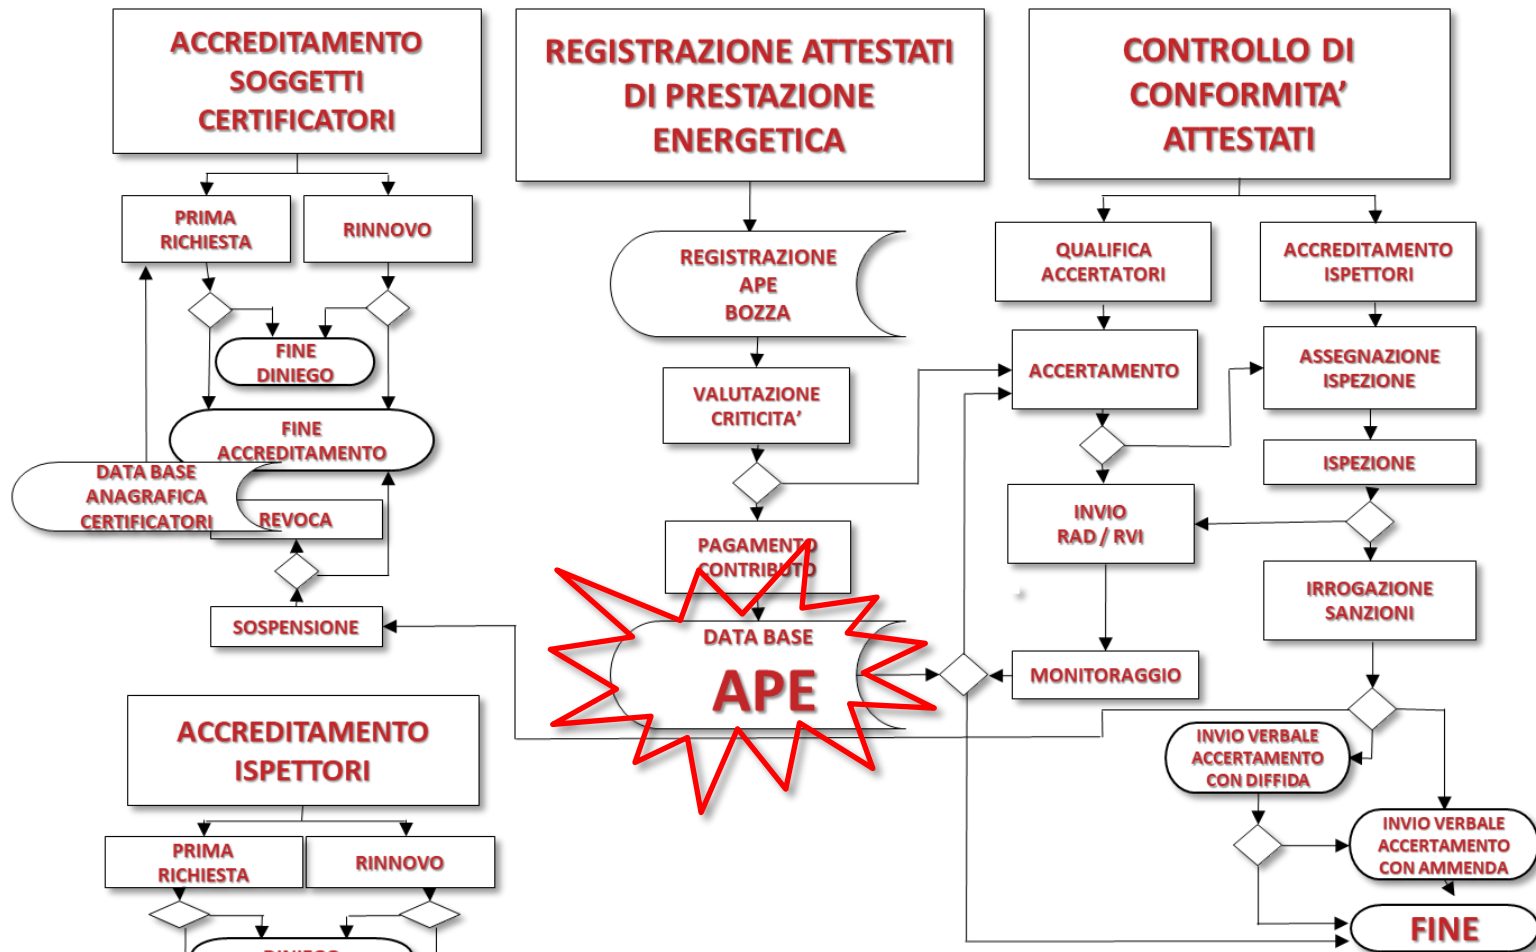 ACCREDITAMENTO
SOGGETTI
CERTIFICATORI
PRIMA
RICHIESTA
RINNOVO
FINE
DINIEGO
FINE
ACCREDITAMENTO
DATA BASE
ANAGRAFICA
CERTIFICATORI
REVOCA
SOSPENSIONE
ACCREDITAMENTO
ISPETTORI
PRIMA
RICHIESTA
RINNOVO
DINIEGO
REGISTRAZIONE ATTESTATI
DI PRESTAZIONE
ENERGETICA
REGISTRAZIONE
APE
BOZZA
VALUTAZIONE
CRITICITA’
PAGAMENTO
CONTRIBUTO
DATA BASE
APE
CONTROLLO DI
CONFORMITA’
ATTESTATI
QUALIFICA
ACCERTATORI
ACCREDITAMENTO
ISPETTORI
ACCERTAMENTO
ASSEGNAZIONE
ISPEZIONE
ISPEZIONE
INVIO
RAD / RVI
IRROGAZIONE
SANZIONI
MONITORAGGIO
INVIO VERBALE
ACCERTAMENTO
CON DIFFIDA
INVIO VERBALE
ACCERTAMENTO
CON AMMENDA
FINE